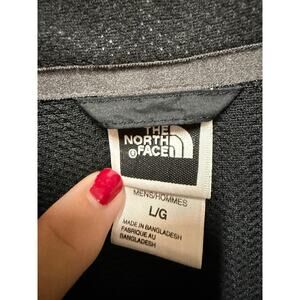 THE
NORTH
FACE
MENS/HOMMES
L/G
MADE IN BANGLADESH
FABRIQUE AU
BANGLADESH